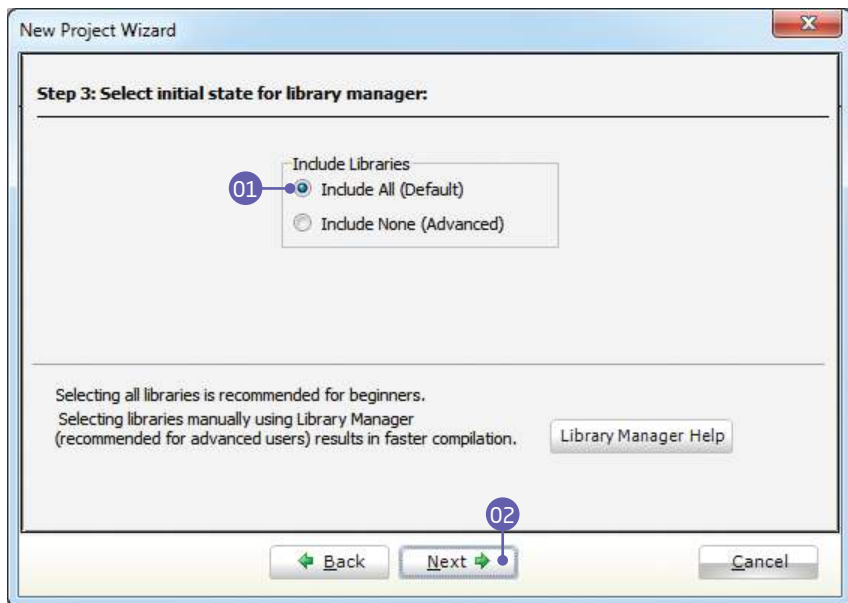 New Project Wizard
X
Step 3: Select initial state for library manager:
Include Libraries
01
Include All (Default)
Include None (Advanced)
Selecting all libraries is recommended for beginners.
Selecting libraries manually using Library Manager
(recommended for advanced users) results in faster compilation.
Library Manager Help
02
Back
Next
Cancel